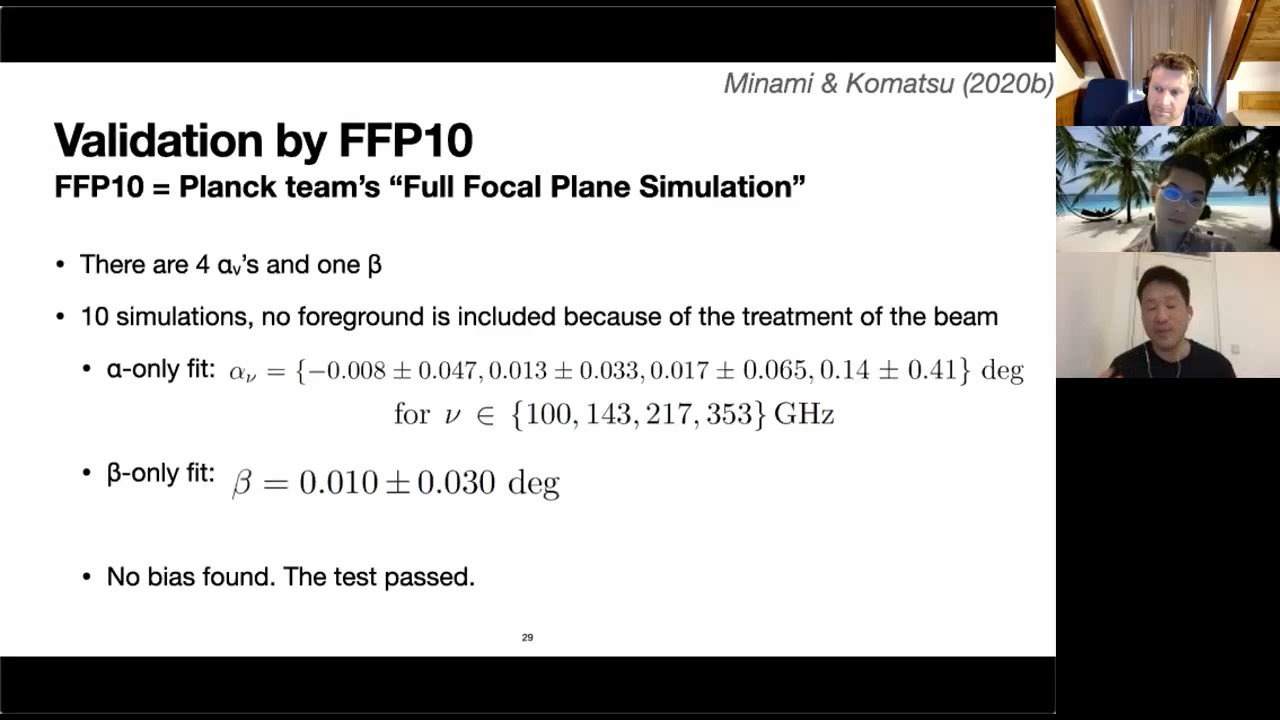 Minami & Komatsu (2020b)
Validation by FFP10
FFP10 = Planck team's “Full Focal Plane Simulation”
• There are 4 αᵥ's and one β
• 10 simulations, no foreground is included because of the treatment of the beam
• α-only fit: αν = {−0.008 ± 0.047, 0.013 ± 0.033, 0.017 ± 0.065, 0.14 ± 0.41} deg
for ν ∈ {100, 143, 217, 353} GHz
• β-only fit: β = 0.010 ± 0.030 deg
• No bias found. The test passed.
29